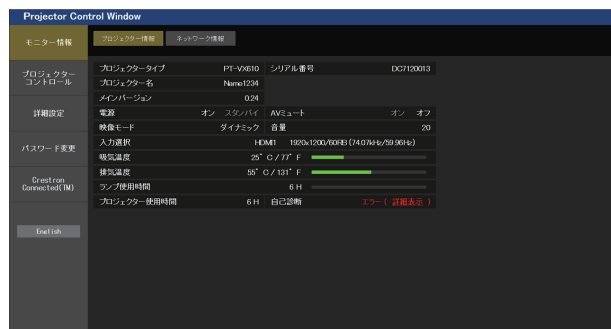 Projector Control Window
モニター情報
プロジェクター情報 ネットワーク情報
プロジェクター
コントロール
詳細設定
パスワード変更
Crestron
Connected(TM)
English
プロジェクタータイプ PT-VX610 シリアル番号 DC7120013
プロジェクター名 Name1234
メインバージョン 0.24
電源 オン スタンバイ AVミュート オン オフ
映像モード ダイナミック 音量 20
入力選択 HDMI1 1920x1200/60RB (74.07kHz/59.96Hz)
吸気温度 25° C / 77° F
排気温度 55° C / 131° F
ランプ使用時間 6 H
プロジェクター使用時間 6 H 自己診断 エラー ( 詳細表示 )